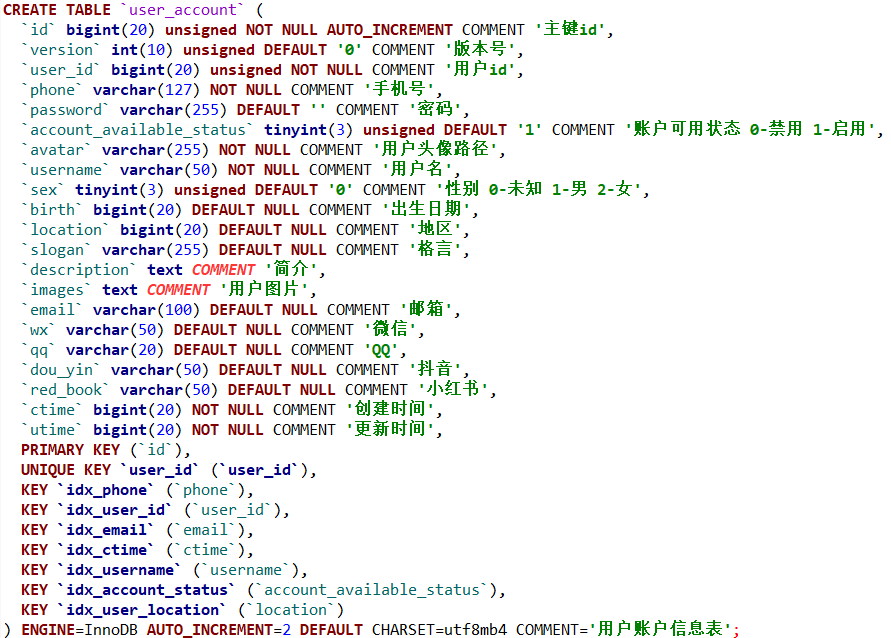 CREATE TABLE `user_account` (
  `id` bigint(20) unsigned NOT NULL AUTO_INCREMENT COMMENT '主键id',
  `version` int(10) unsigned DEFAULT '0' COMMENT '版本号',
  `user_id` bigint(20) unsigned NOT NULL COMMENT '用户id',
  `phone` varchar(127) NOT NULL COMMENT '手机号',
  `password` varchar(255) DEFAULT '' COMMENT '密码',
  `account_available_status` tinyint(3) unsigned DEFAULT '1' COMMENT '账户可用状态 0-禁用 1-启用',
  `avatar` varchar(255) NOT NULL COMMENT '用户头像路径',
  `username` varchar(50) NOT NULL COMMENT '用户名',
  `sex` tinyint(3) unsigned DEFAULT '0' COMMENT '性别 0-未知 1-男 2-女',
  `birth` bigint(20) DEFAULT NULL COMMENT '出生日期',
  `location` bigint(20) DEFAULT NULL COMMENT '地区',
  `slogan` varchar(255) DEFAULT NULL COMMENT '格言',
  `description` text COMMENT '简介',
  `images` text COMMENT '用户图片',
  `email` varchar(100) DEFAULT NULL COMMENT '邮箱',
  `wx` varchar(50) DEFAULT NULL COMMENT '微信',
  `qq` varchar(20) DEFAULT NULL COMMENT 'QQ',
  `dou_yin` varchar(50) DEFAULT NULL COMMENT '抖音',
  `red_book` varchar(50) DEFAULT NULL COMMENT '小红书',
  `ctime` bigint(20) NOT NULL COMMENT '创建时间',
  `utime` bigint(20) NOT NULL COMMENT '更新时间',
  PRIMARY KEY (`id`),
  UNIQUE KEY `user_id` (`user_id`),
  KEY `idx_phone` (`phone`),
  KEY `idx_user_id` (`user_id`),
  KEY `idx_email` (`email`),
  KEY `idx_ctime` (`ctime`),
  KEY `idx_username` (`username`),
  KEY `idx_account_status` (`account_available_status`),
  KEY `idx_user_location` (`location`)
) ENGINE=InnoDB AUTO_INCREMENT=2 DEFAULT CHARSET=utf8mb4 COMMENT='用户账户信息表';